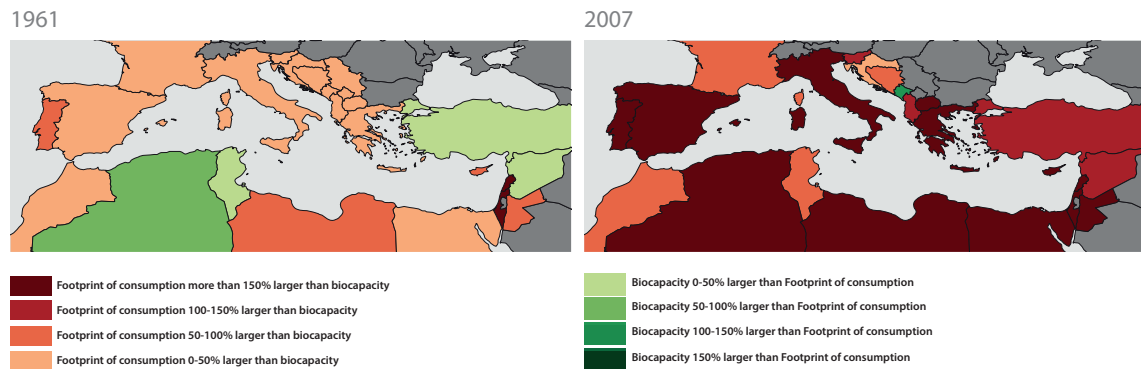 1961
2007
Footprint of consumption more than 150% larger than biocapacity
Footprint of consumption 100-150% larger than biocapacity
Footprint of consumption 50-100% larger than biocapacity
Footprint of consumption 0-50% larger than biocapacity
Biocapacity 0-50% larger than Footprint of consumption
Biocapacity 50-100% larger than Footprint of consumption
Biocapacity 100-150% larger than Footprint of consumption
Biocapacity 150% larger than Footprint of consumption